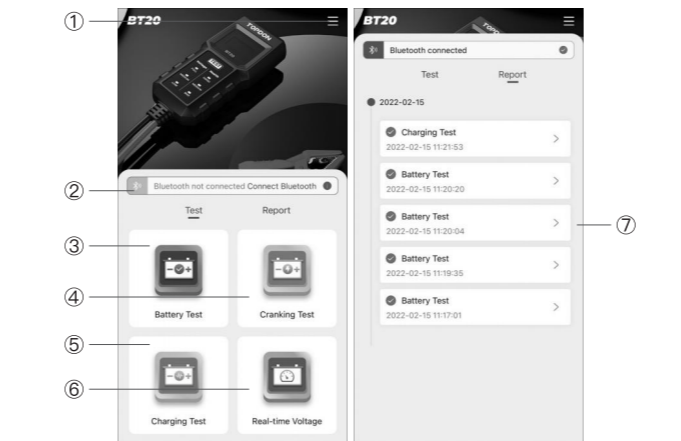 ①
BT20
TOPDON
②
Bluetooth not connected Connect Bluetooth
Test Report
③
④
Battery Test Cranking Test
⑤
⑥
Charging Test Real-time Voltage
BT20
Bluetooth connected
Test Report
2022-02-15
Charging Test
2022-02-15 11:21:53
Battery Test
2022-02-15 11:20:20
Battery Test
2022-02-15 11:20:04
⑦
Battery Test
2022-02-15 11:19:35
Battery Test
2022-02-15 11:17:01